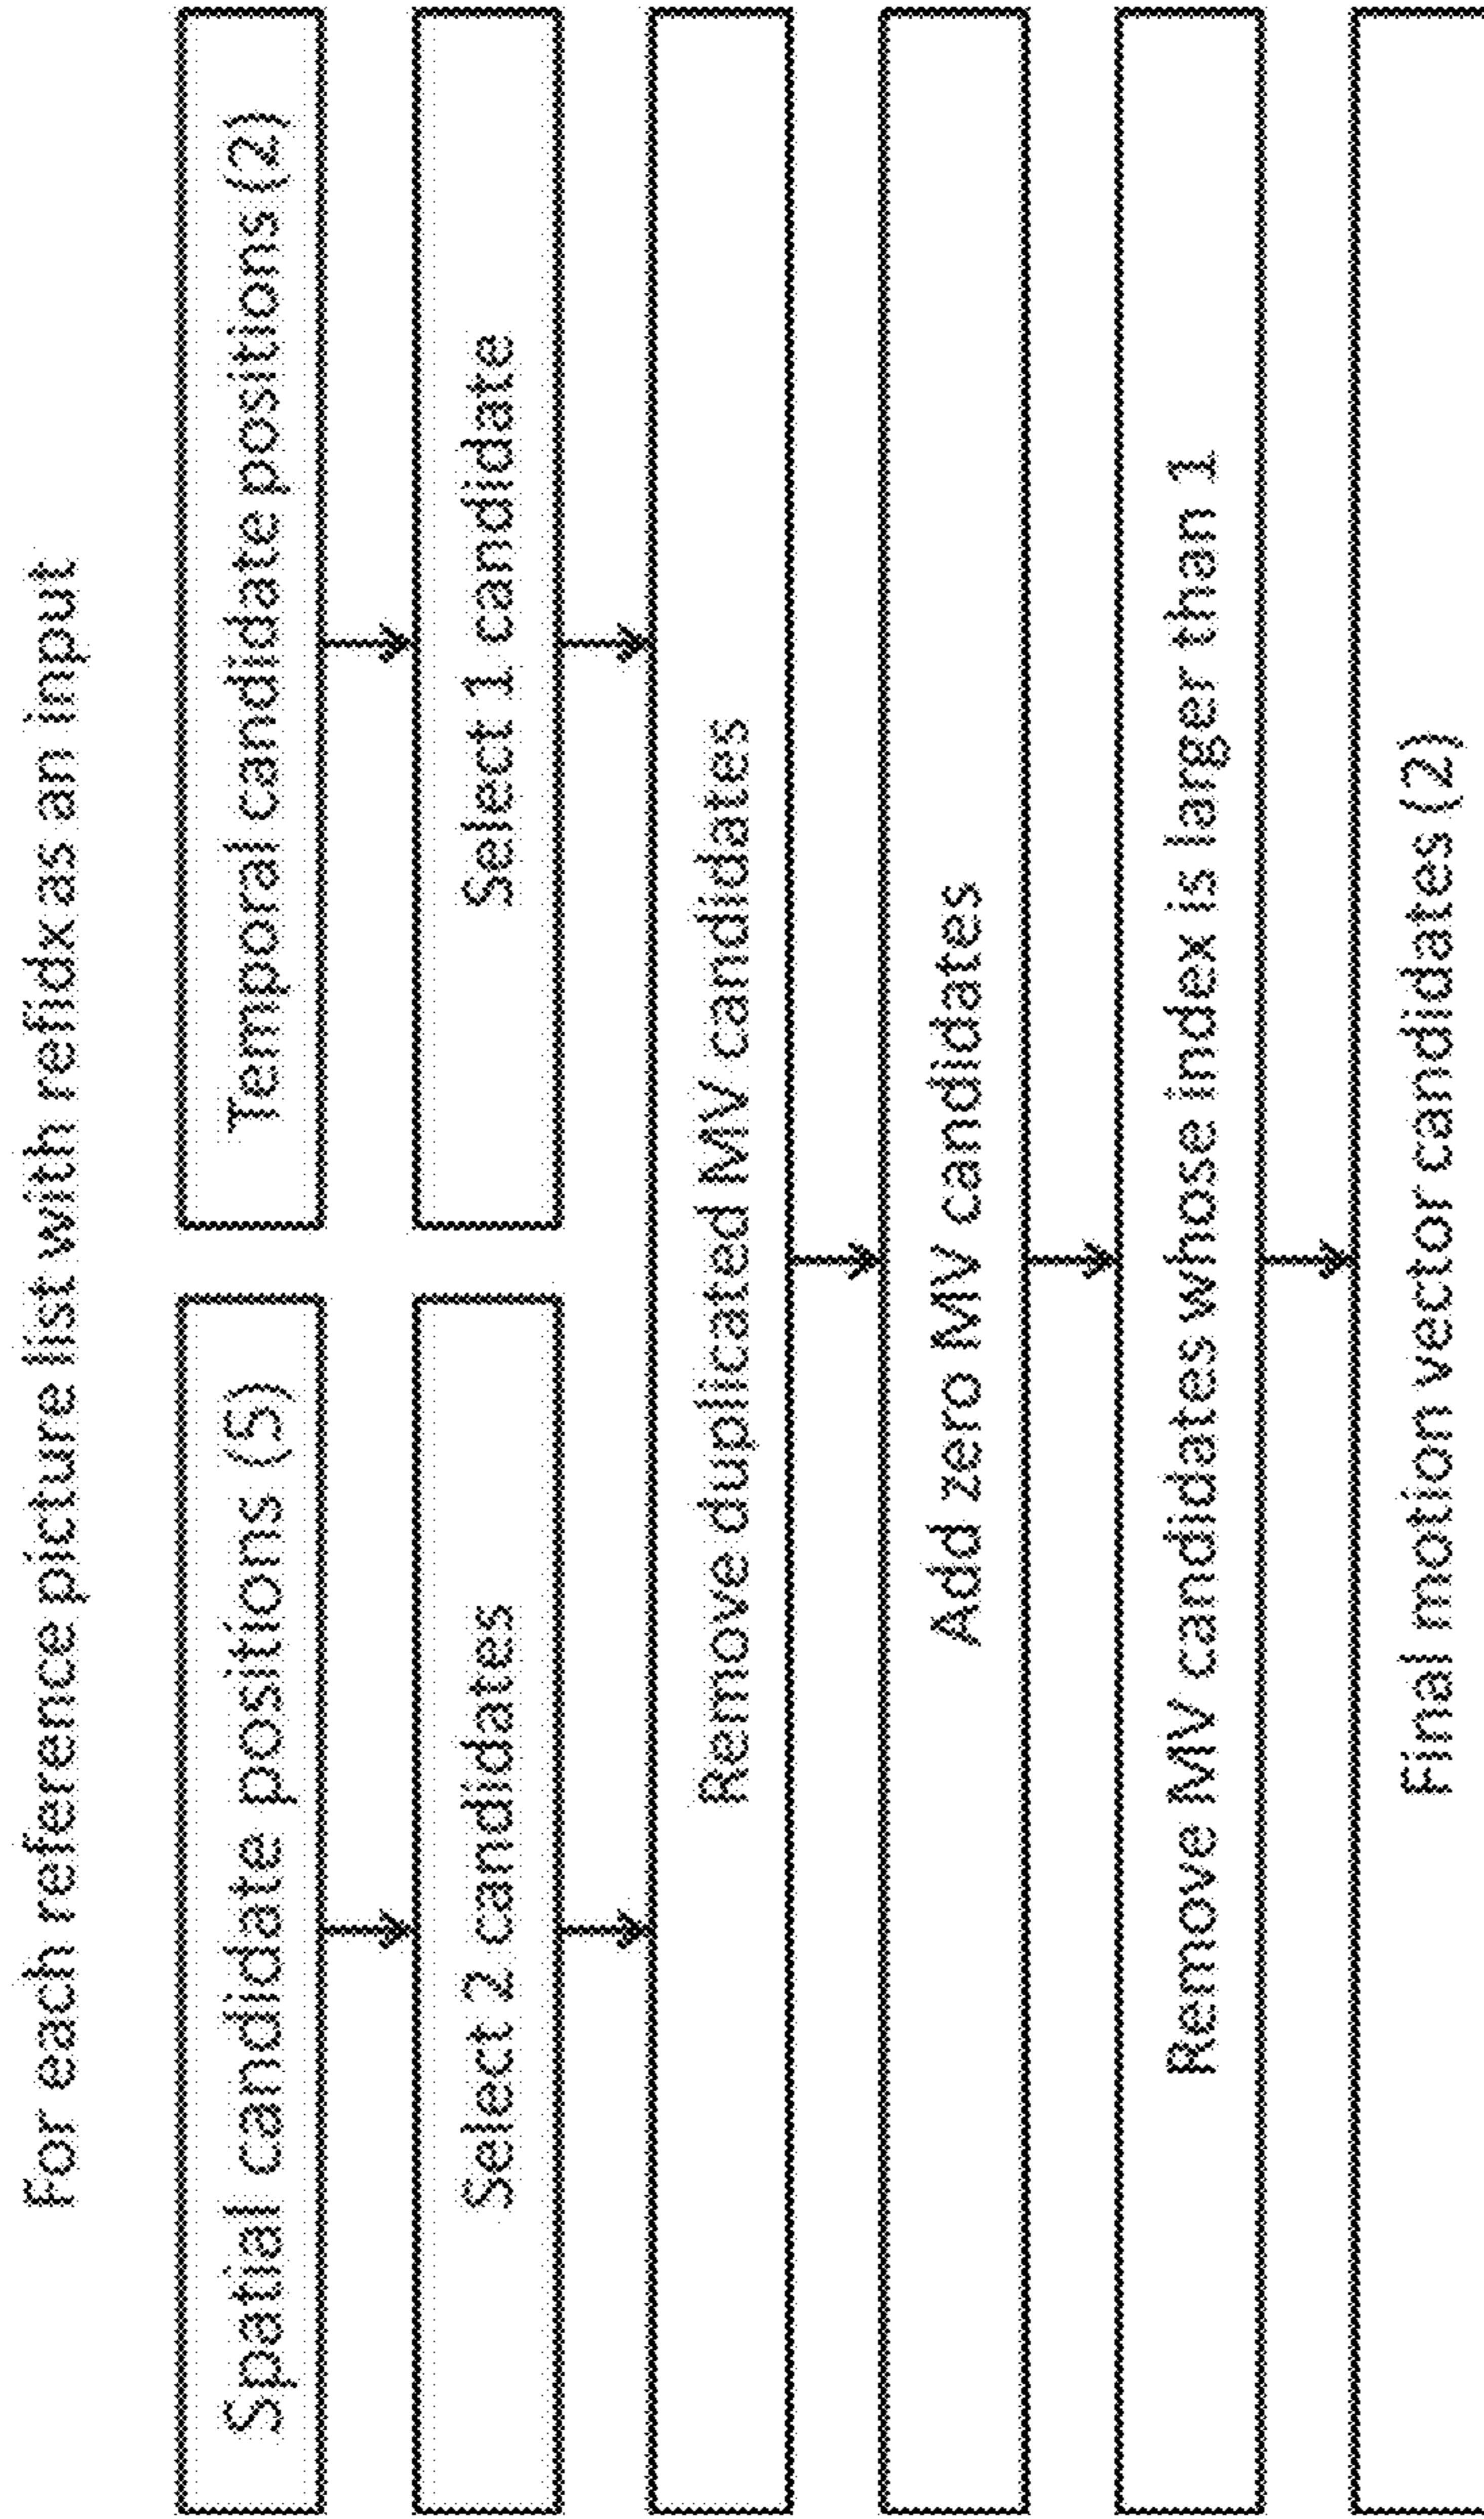 For each reference picture list with refidx as an input
Spatial candidate positions (5)
Temporal candidate positions (2)
Select 2 candidates
Select 1 candidate
Remove duplicated MV candidates
Add zero MV candidates
Remove MV candidates whose index is larger than 1
Final motion vector candidates (2)